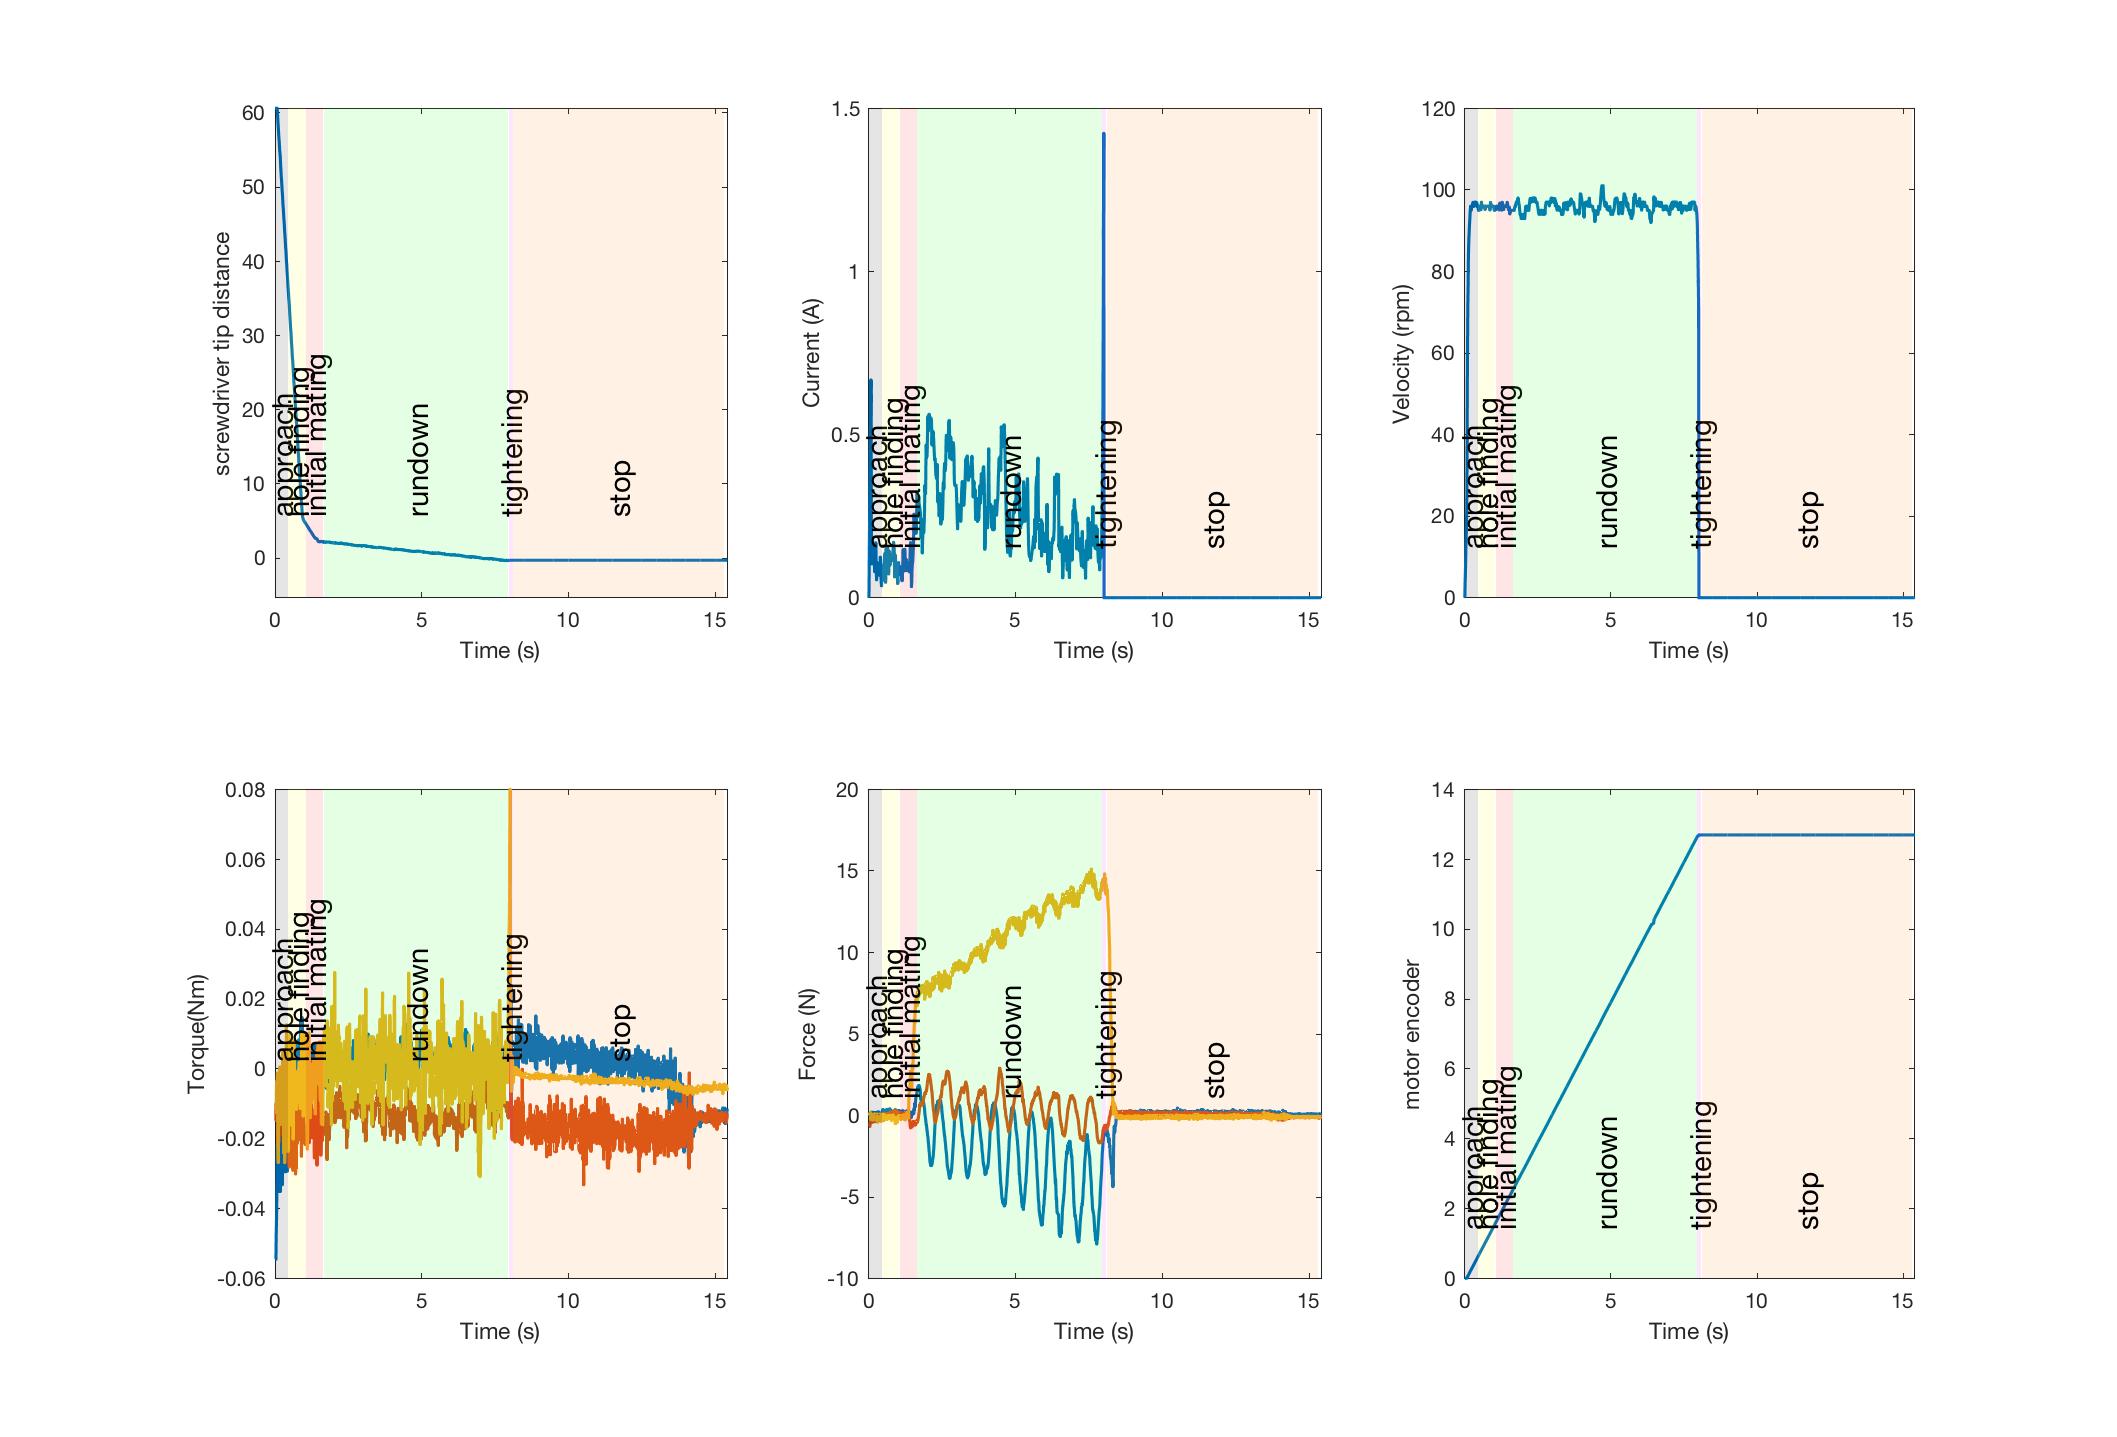 60
50
40
30
20
10
0
screwdriver tip distance
approach
hole finding
initial mating
rundown
tightening
stop
0 5 10 15
Time (s)
1.5
1
0.5
0
Current (A)
approach
hole finding
initial mating
rundown
tightening
stop
0 5 10 15
Time (s)
120
100
80
60
40
20
0
Velocity (rpm)
approach
hole finding
initial mating
rundown
tightening
stop
0 5 10 15
Time (s)
0.08
0.06
0.04
0.02
0
-0.02
-0.04
-0.06
Torque(Nm)
approach
hole finding
initial mating
rundown
tightening
stop
0 5 10 15
Time (s)
20
15
10
5
0
-5
-10
Force (N)
approach
hole finding
initial mating
rundown
tightening
stop
0 5 10 15
Time (s)
14
12
10
8
6
4
2
0
motor encoder
approach
hole finding
initial mating
rundown
tightening
stop
0 5 10 15
Time (s)